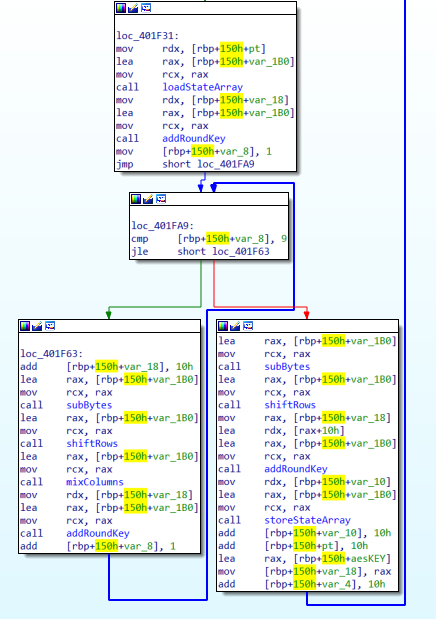 loc_401F31:
mov rdx, [rbp+150h+pt]
lea rax, [rbp+150h+var_1B0]
mov rcx, rax
call loadStateArray
mov rdx, [rbp+150h+var_18]
lea rax, [rbp+150h+var_1B0]
mov rcx, rax
call addRoundKey
mov [rbp+150h+var_8], 1
jmp short loc_401FA9
loc_401FA9:
cmp [rbp+150h+var_8], 9
jle short loc_401F63
loc_401F63:
add [rbp+150h+var_18], 10h
lea rax, [rbp+150h+var_1B0]
mov rcx, rax
call subBytes
lea rax, [rbp+150h+var_1B0]
mov rcx, rax
call shiftRows
lea rax, [rbp+150h+var_1B0]
mov rcx, rax
call mixColumns
mov rdx, [rbp+150h+var_18]
lea rax, [rbp+150h+var_1B0]
mov rcx, rax
call addRoundKey
add [rbp+150h+var_8], 1
lea rax, [rbp+150h+var_1B0]
mov rcx, rax
call subBytes
lea rax, [rbp+150h+var_1B0]
mov rcx, rax
call shiftRows
mov rax, [rbp+150h+var_18]
lea rdx, [rax+10h]
lea rax, [rbp+150h+var_1B0]
mov rcx, rax
call addRoundKey
mov rdx, [rbp+150h+var_10]
lea rax, [rbp+150h+var_1B0]
mov rcx, rax
call storeStateArray
add [rbp+150h+var_10], 10h
add [rbp+150h+pt], 10h
lea rax, [rbp+150h+aesKEY]
mov [rbp+150h+var_18], rax
add [rbp+150h+var_4], 10h